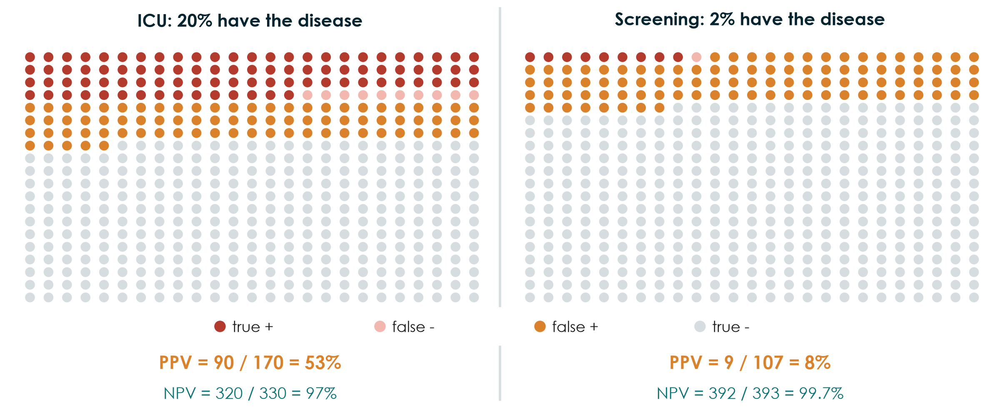 ICU: 20% have the disease
Screening: 2% have the disease
true +
false -
false +
true -
PPV = 90 / 170 = 53%
PPV = 9 / 107 = 8%
NPV = 320 / 330 = 97%
NPV = 392 / 393 = 99.7%